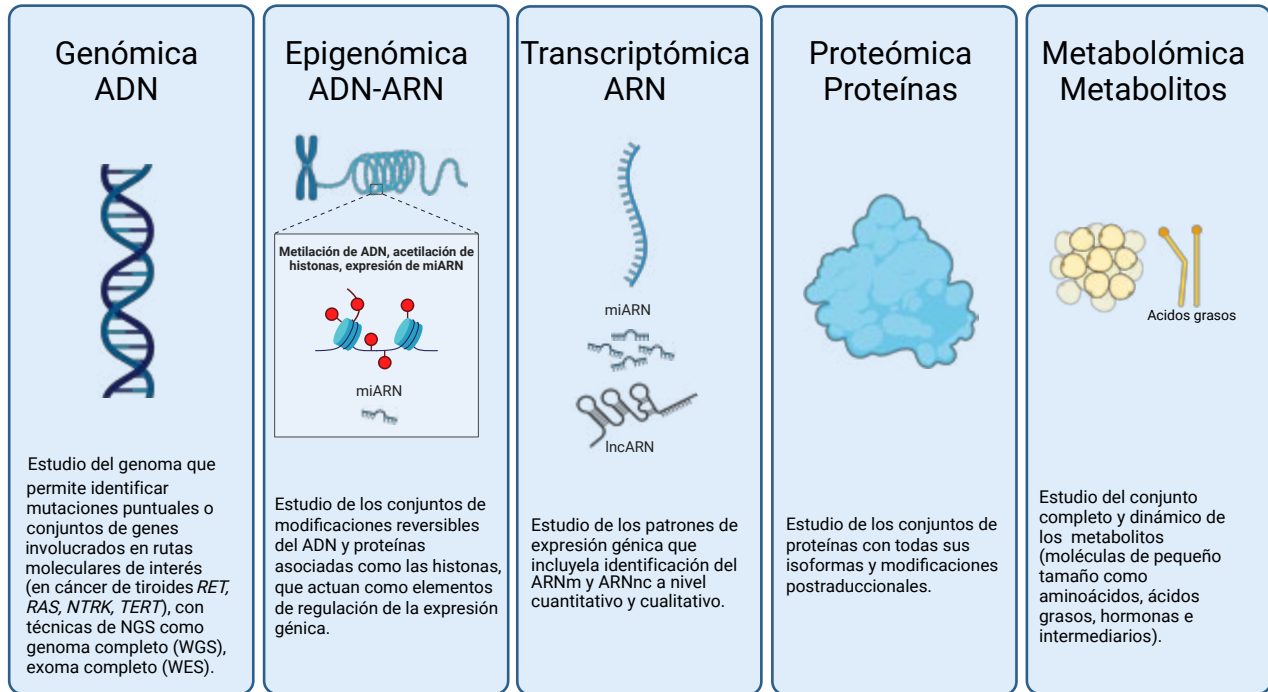 Genómica
ADN
Estudio del genoma que
permite identificar
mutaciones puntuales o
conjuntos de genes
involucrados en rutas
moleculares de interés
(en cáncer de tiroides RET,
RAS, NTRK, TERT), con
técnicas de NGS como
genoma completo (WGS),
exoma completo (WES).
Epigenómica
ADN-ARN
Metilación de ADN, acetilación de
histonas, expresión de miARN
miARN
Estudio de los conjuntos de
modificaciones reversibles
del ADN y proteínas
asociadas como las histonas,
que actuan como elementos
de regulación de la expresión
génica.
Transcriptómica
ARN
miARN
lncARN
Estudio de los patrones de
expresión génica que
incluyela identificación del
ARNm y ARNnc a nivel
cuantitativo y cualitativo.
Proteómica
Proteínas
Estudio de los conjuntos de
proteínas con todas sus
isoformas y modificaciones
postraduccionales.
Metabolómica
Metabolitos
Acidos grasos
Estudio del conjunto
completo y dinámico de
los metabolitos
(moléculas de pequeño
tamaño como
aminoácidos, ácidos
grasos, hormonas e
intermediarios).